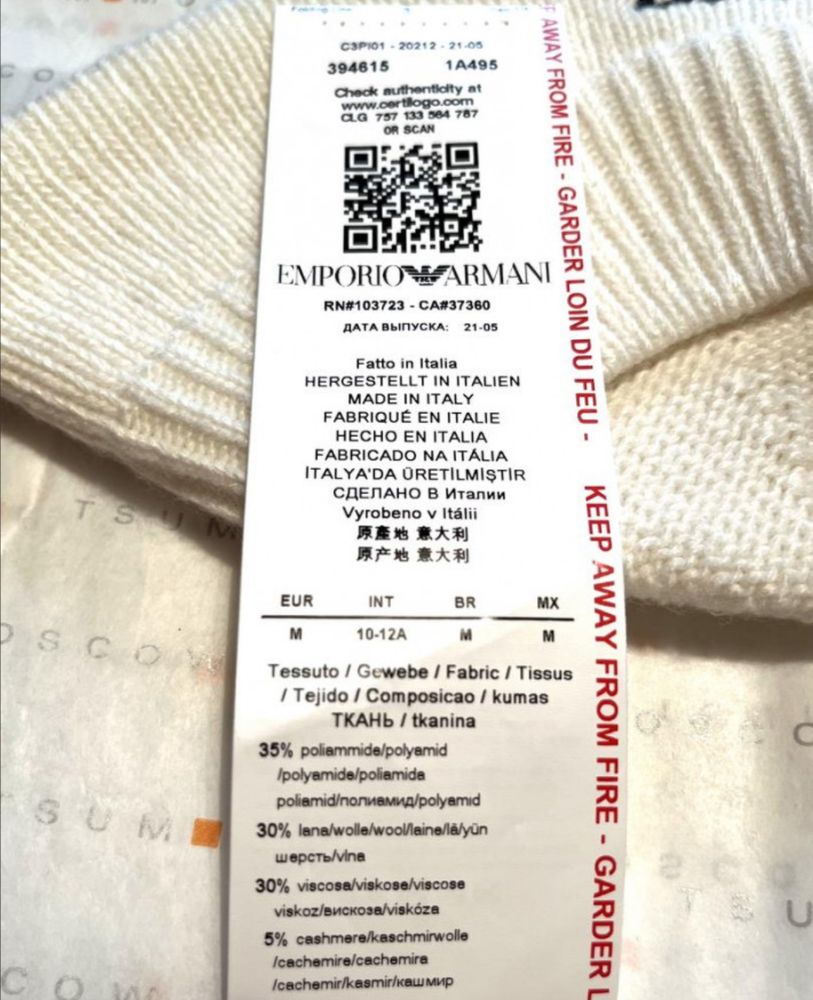 C3PI01 - 20212 - 21-05
394615 1A495
Check authenticity at
www.certilogo.com
CLG 757 133 564 787
OR SCAN
EMPORIO ARMANI
RN#103723 - CA#37360
ДАТА ВЫПУСКА: 21-05
Fatto in Italia
HERGESTELLT IN ITALIEN
MADE IN ITALY
FABRIQUÉ EN ITALIE
HECHO EN ITALIA
FABRICADO NA ITÁLIA
İTALYA'DA ÜRETİLMİŞTİR
СДЕЛАНО В Италии
Vyrobeno v Itálii
原產地 意大利
原产地 意大利
EUR INT BR MX
M 10-12A M M
Tessuto / Gewebe / Fabric / Tissus
/ Tejido / Composicao / kumas
ТКАНЬ / tkanina
35% poliammide/polyamid
/polyamide/poliamida
poliamid/полиамид/polyamid
30% lana/wolle/wool/laine/lã/yün
шерсть/vlna
30% viscosa/viskose/viscose
viskoz/вискоза/viskóza
5% cashmere/kaschmirwolle
/cachemire/cachemira
/cachemir/kasmir/кашмир
AWAY FROM FIRE - GARDER LOIN DU FEU -
KEEP AWAY FROM FIRE - GARDER L
TSUM
OSCOW
TSUM
COW